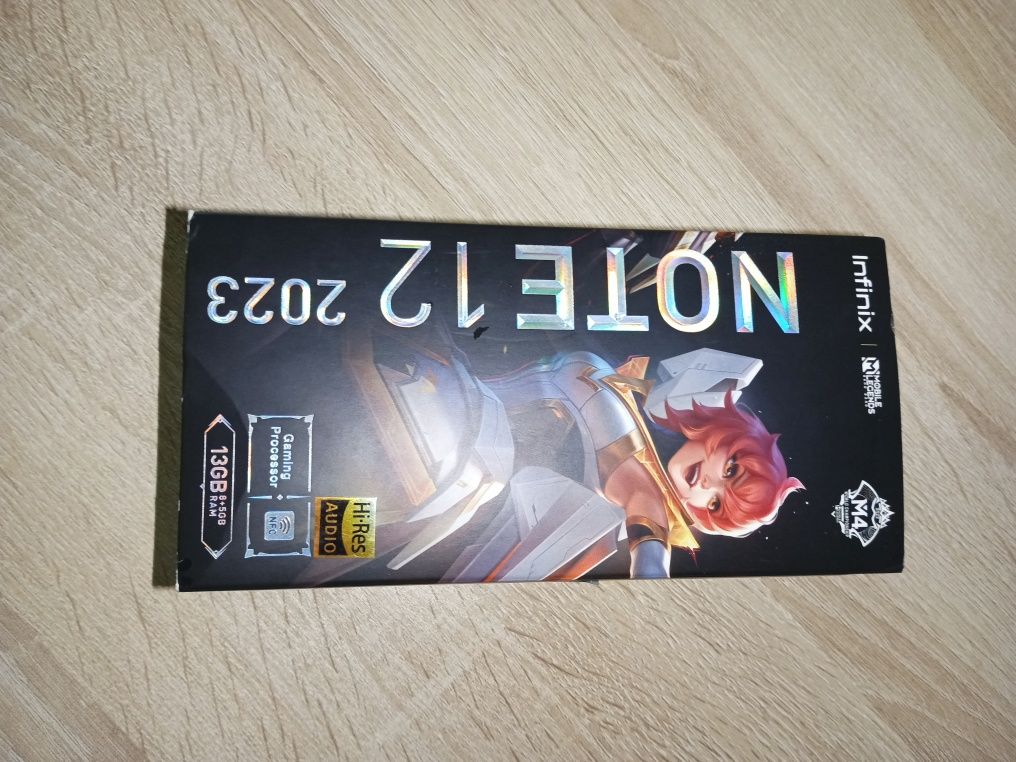 Infinix | MOBILE LEGENDS
M4
NOTE 12
2023
Hi-Res
AUDIO
Gaming
Processor
NFC
13GB 8+5GB
RAM